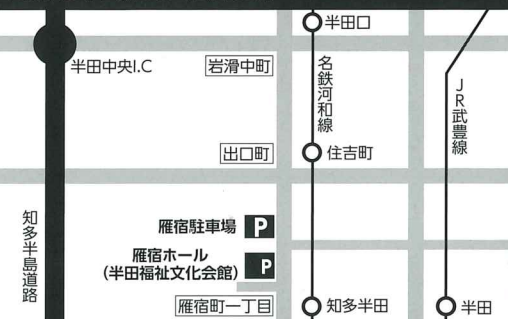 半田口
半田中央I.C
岩滑中町
名鉄河和線
JR武豊線
出口町
住吉町
知多半島道路
雁宿駐車場 P
雁宿ホール
(半田福祉文化会館) P
雁宿町一丁目
知多半田
半田